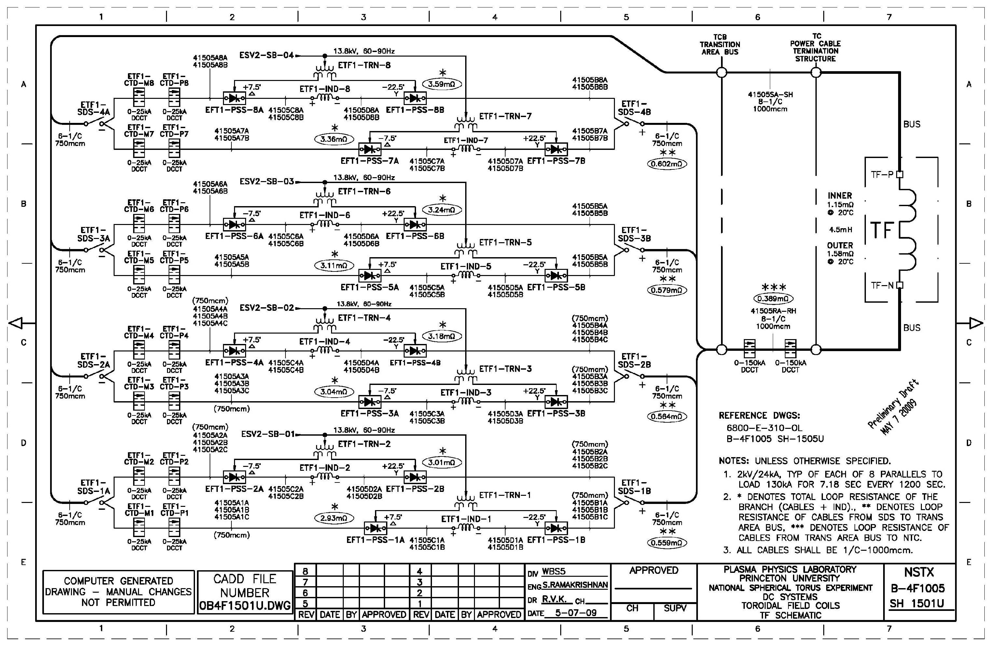 1 2 3 4 5 6 7
TCB
TRANSITION
AREA BUS
TC
POWER CABLE
TERMINATION
STRUCTURE
A
A
41505A8A
41505A8B
ESV2-SB-04
13.8kV, 60-90Hz
ETF1-TRN-8
*
3.59mΩ
ETF1-
CTD-M8
ETF1-
CTD-P8
+7.5°
△
ETF1-IND-8
+
-
-22.5°
Y
41505B8A
41505B8B
0-25kA
DCCT
0-25kA
DCCT
EFT1-PSS-8A
41505C8A
41505C8B
41505D8A
41505D8B
EFT1-PSS-8B
ETF1-
SDS-4A
-
6-1/C
750mcm
ETF1-
CTD-M7
ETF1-
CTD-P7
41505A7A
41505A7B
*
3.36mΩ
-7.5°
△
ETF1-TRN-7
ETF1-IND-7
+
-
+22.5°
Y
41505B7A
41505B7B
0-25kA
DCCT
0-25kA
DCCT
EFT1-PSS-7A
41505C7A
41505C7B
41505D7A
41505D7B
EFT1-PSS-7B
ETF1-
SDS-4B
+
6-1/C
750mcm
**
0.602mΩ
41505SA-SH
8-1/C
1000mcm
BUS
B
B
41505A6A
41505A6B
ESV2-SB-03
13.8kV, 60-90Hz
ETF1-TRN-6
*
3.24mΩ
ETF1-
CTD-M6
ETF1-
CTD-P6
-7.5°
△
ETF1-IND-6
+
-
+22.5°
Y
41505B5A
41505B5B
0-25kA
DCCT
0-25kA
DCCT
EFT1-PSS-6A
41505C6A
41505C6B
41505D6A
41505D6B
EFT1-PSS-6B
ETF1-
SDS-3A
-
6-1/C
750mcm
ETF1-
CTD-M5
ETF1-
CTD-P5
41505A5A
41505A5B
*
3.11mΩ
+7.5°
△
ETF1-TRN-5
ETF1-IND-5
+
-
-22.5°
Y
41505B5A
41505B5B
0-25kA
DCCT
0-25kA
DCCT
EFT1-PSS-5A
41505C5A
41505C5B
41505D5A
41505D5B
EFT1-PSS-5B
ETF1-
SDS-3B
+
6-1/C
750mcm
**
0.579mΩ
TF-P
INNER
1.15mΩ
@ 20°C
4.5mH
TF
OUTER
1.58mΩ
@ 20°C
TF-N
BUS
***
0.389mΩ
41505RA-RH
8-1/C
1000mcm
0-150kA
DCCT
0-150kA
DCCT
C
C
(750mcm)
41505A4A
41505A4B
41505A4C
ESV2-SB-02
13.8kV, 60-90Hz
ETF1-TRN-4
*
3.18mΩ
ETF1-
CTD-M4
ETF1-
CTD-P4
+7.5°
△
ETF1-IND-4
+
-
-22.5°
Y
(750mcm)
41505B4A
41505B4B
41505B4C
0-25kA
DCCT
0-25kA
DCCT
EFT1-PSS-4A
41505C4A
41505C4B
41505D4A
41505D4B
EFT1-PSS-4B
ETF1-
SDS-2A
-
6-1/C
750mcm
ETF1-
CTD-M3
ETF1-
CTD-P3
41505A3A
41505A3B
41505A3C
(750mcm)
*
3.04mΩ
-7.5°
△
ETF1-TRN-3
ETF1-IND-3
+
-
+22.5°
Y
(750mcm)
41505B3A
41505B3B
41505B3C
0-25kA
DCCT
0-25kA
DCCT
EFT1-PSS-3A
41505C3A
41505C3B
41505D3A
41505D3B
EFT1-PSS-3B
ETF1-
SDS-2B
+
6-1/C
750mcm
**
0.564mΩ
D
D
(750mcm)
41505A2A
41505A2B
41505A2C
ESV2-SB-01
13.8kV, 60-90Hz
ETF1-TRN-2
*
3.01mΩ
ETF1-
CTD-M2
ETF1-
CTD-P2
-7.5°
△
ETF1-IND-2
+
-
+22.5°
Y
(750mcm)
41505B2A
41505B2B
41505B2C
0-25kA
DCCT
0-25kA
DCCT
EFT1-PSS-2A
41505C2A
41505C2B
41505D2A
41505D2B
EFT1-PSS-2B
ETF1-
SDS-1A
-
6-1/C
750mcm
ETF1-
CTD-M1
ETF1-
CTD-P1
41505A1A
41505A1B
41505A1C
(750mcm)
*
2.93mΩ
+7.5°
△
ETF1-TRN-1
ETF1-IND-1
+
-
-22.5°
Y
(750mcm)
41505B1A
41505B1B
41505B1C
0-25kA
DCCT
0-25kA
DCCT
EFT1-PSS-1A
41505C1A
41505C1B
41505D1A
41505D1B
EFT1-PSS-1B
ETF1-
SDS-1B
+
6-1/C
750mcm
**
0.559mΩ
Preliminary Draft
MAY 7 20009
REFERENCE DWGS:
6800-E-310-OL
B-4F1005 SH-1505U
NOTES: UNLESS OTHERWISE SPECIFIED.
1. 2kV/24kA, TYP OF EACH OF 8 PARALLELS TO
LOAD 130kA FOR 7.18 SEC EVERY 1200 SEC.
2. * DENOTES TOTAL LOOP RESISTANCE OF THE
BRANCH (CABLES + IND)., ** DENOTES LOOP
RESISTANCE OF CABLES FROM SDS TO TRANS
AREA BUS, *** DENOTES LOOP RESISTANCE OF
CABLES FROM TRANS AREA BUS TO NTC.
3. ALL CABLES SHALL BE 1/C-1000mcm.
E
E
COMPUTER GENERATED
DRAWING - MANUAL CHANGES
NOT PERMITTED
CADD FILE
NUMBER
0B4F1501U.DWG
8 4
7 3
6 2
5 1
REV DATE BY APPROVED REV DATE BY APPROVED
DIV WBS5
ENG S.RAMAKRISHNAN
DR R.V.K. CH
DATE 5-07-09
APPROVED
CH SUPV
PLASMA PHYSICS LABORATORY
PRINCETON UNIVERSITY
NATIONAL SPHERICAL TORUS EXPERIMENT
DC SYSTEMS
TOROIDAL FIELD COILS
TF SCHEMATIC
NSTX
B-4F1005
SH 1501U
1 2 3 4 5 6 7